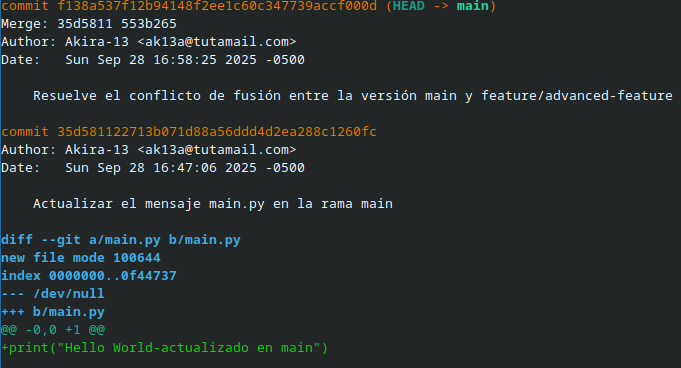 commit f138a537f12b94148f2ee1c60c347739accf000d (HEAD -> main)
Merge: 35d5811 553b265
Author: Akira-13 <ak13a@tutamail.com>
Date:   Sun Sep 28 16:58:25 2025 -0500
    Resuelve el conflicto de fusión entre la versión main y feature/advanced-feature
commit 35d581122713b071d88a56ddd4d2ea288c1260fc
Author: Akira-13 <ak13a@tutamail.com>
Date:   Sun Sep 28 16:47:06 2025 -0500
    Actualizar el mensaje main.py en la rama main
diff --git a/main.py b/main.py
new file mode 100644
index 0000000..0f44737
--- /dev/null
+++ b/main.py
@@ -0,0 +1 @@
+print("Hello World-actualizado en main")